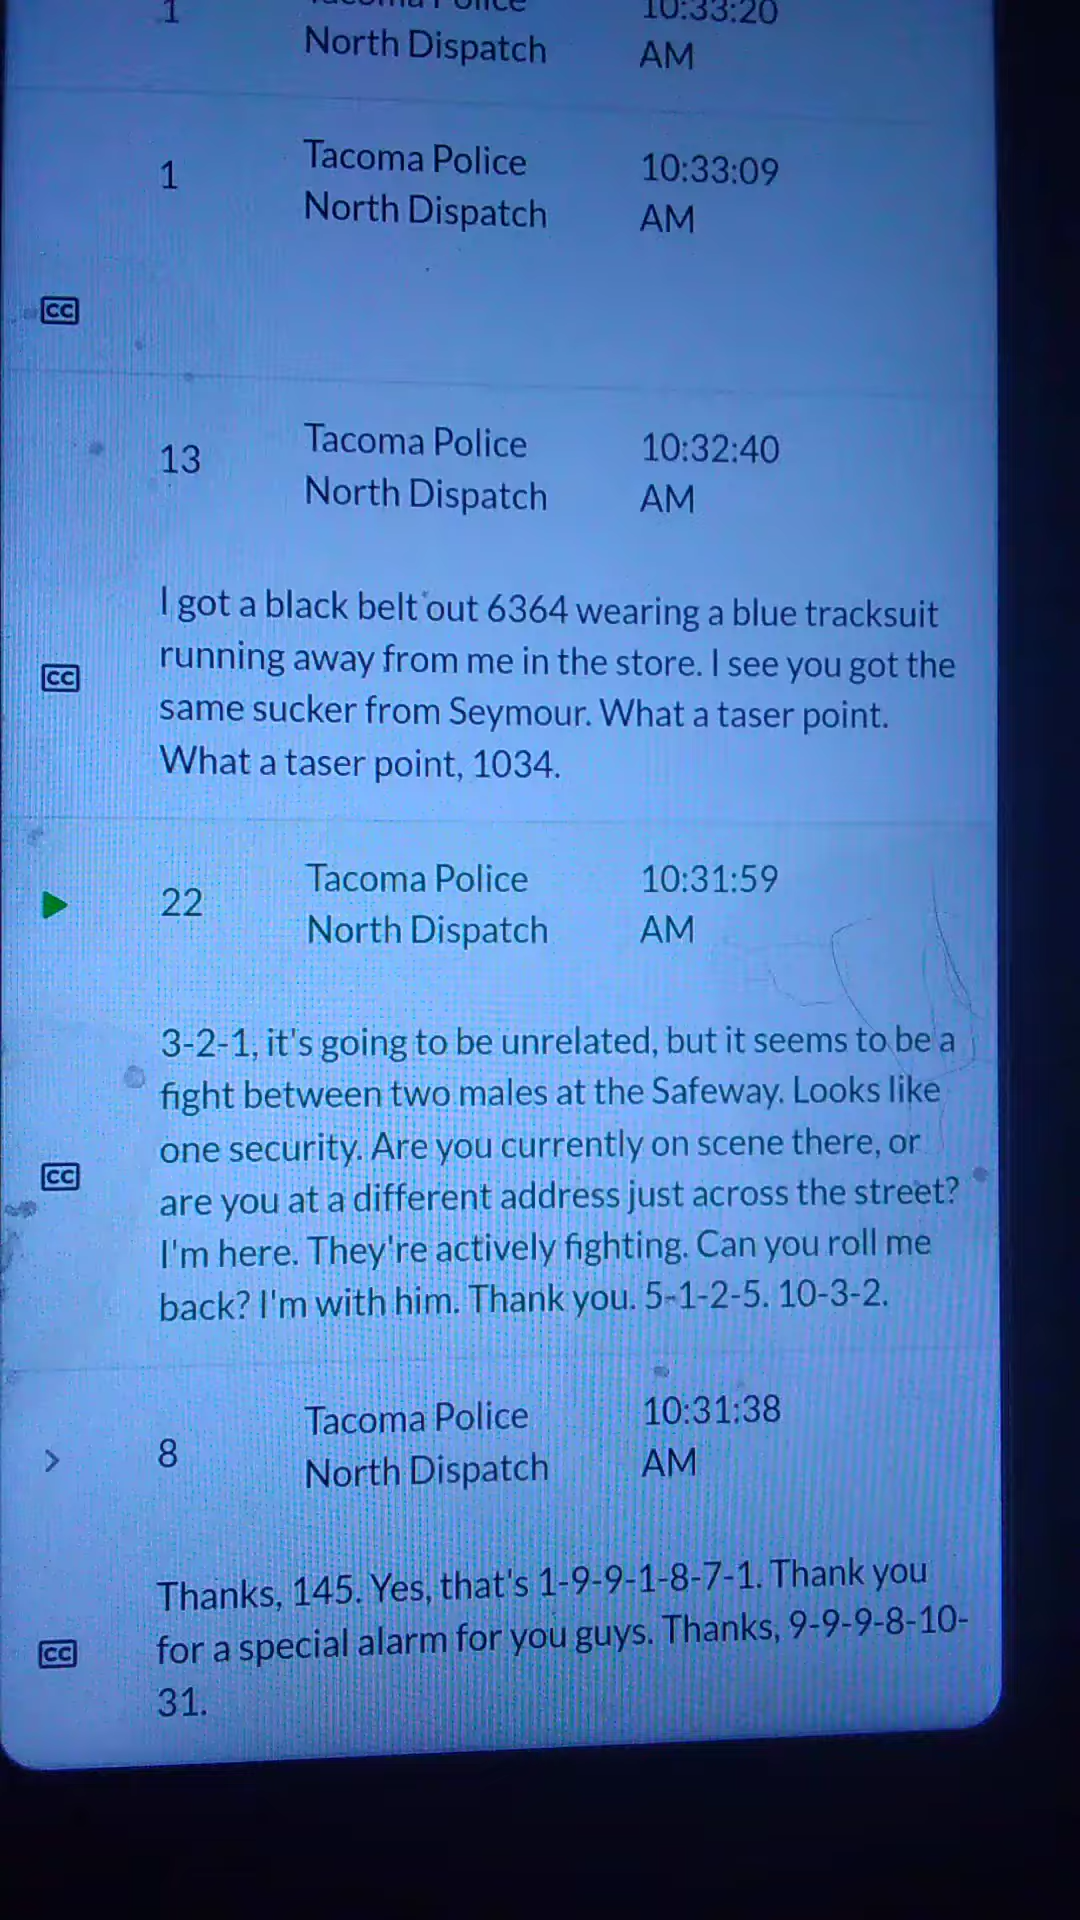 1
North Dispatch
10:33:20
AM
1
Tacoma Police
North Dispatch
10:33:09
AM
CC
13
Tacoma Police
North Dispatch
10:32:40
AM
CC
I got a black belt out 6364 wearing a blue tracksuit
running away from me in the store. I see you got the
same sucker from Seymour. What a taser point.
What a taser point, 1034.
22
Tacoma Police
North Dispatch
10:31:59
AM
CC
3-2-1, it's going to be unrelated, but it seems to be a
fight between two males at the Safeway. Looks like
one security. Are you currently on scene there, or
are you at a different address just across the street?
I'm here. They're actively fighting. Can you roll me
back? I'm with him. Thank you. 5-1-2-5. 10-3-2.
8
Tacoma Police
North Dispatch
10:31:38
AM
CC
Thanks, 145. Yes, that's 1-9-9-1-8-7-1. Thank you
for a special alarm for you guys. Thanks, 9-9-9-8-10-
31.